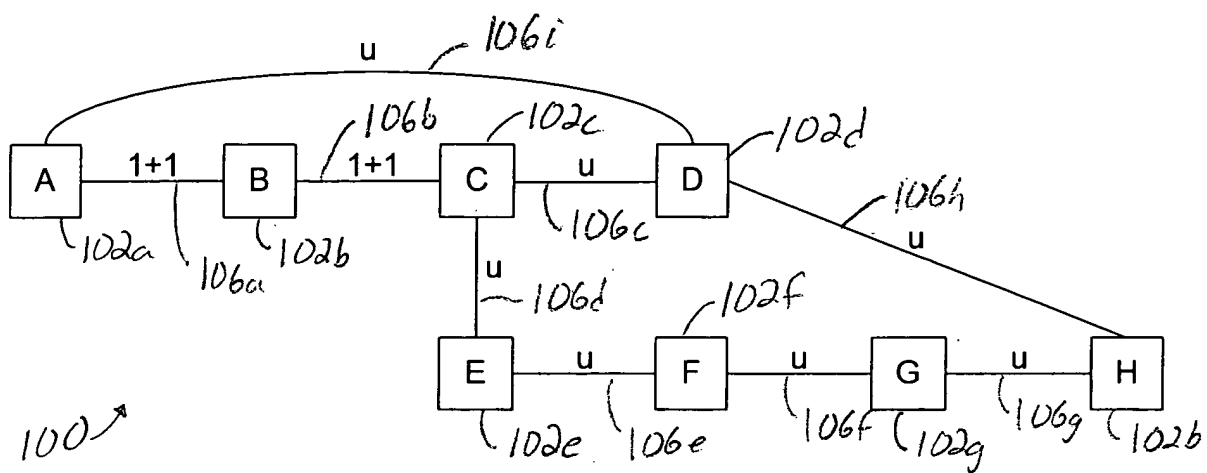 u 106i
106b 102c 102d
A 1+1 B 1+1 C u D
102a 106a 102b 106c 106h
u
u 106d 102f
E u F u G u H
100 102e 106e 106f 102g 106g 102b